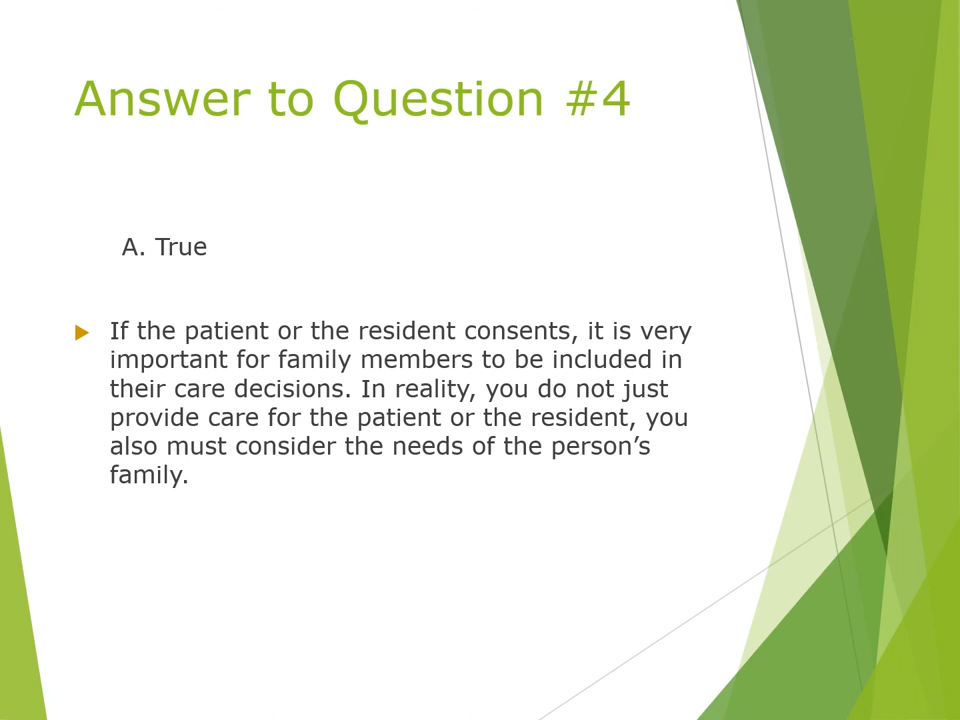 Answer to Question #4
A. True
If the patient or the resident consents, it is very
important for family members to be included in
their care decisions. In reality, you do not just
provide care for the patient or the resident, you
also must consider the needs of the person’s
family.